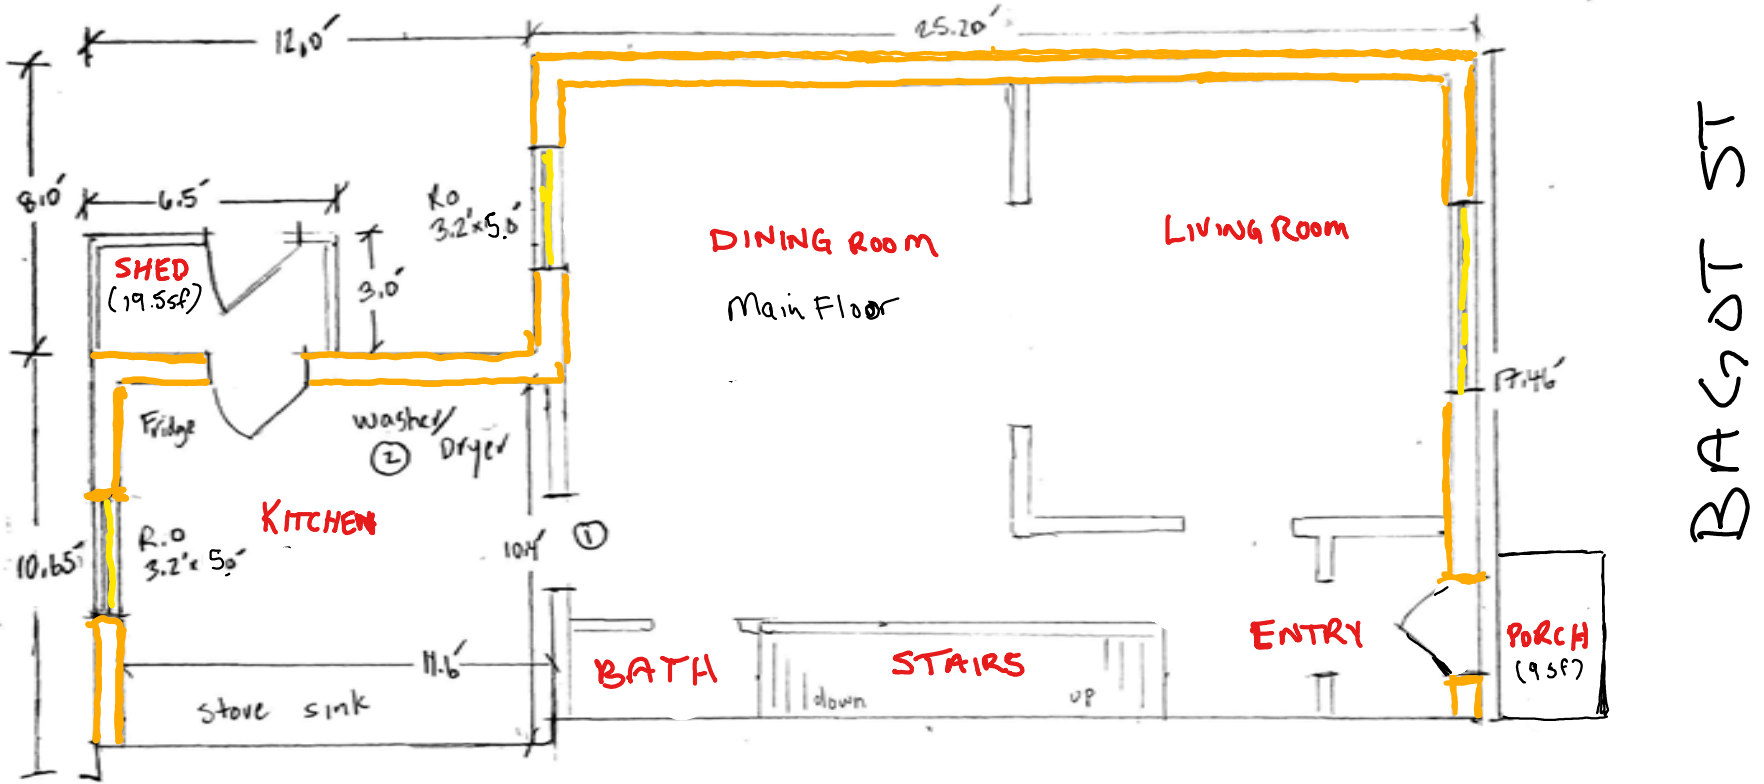 12.0'
25.20'
8.0'
6.5'
R.O
3.2'x5.0'
SHED
(19.5sf)
3.0'
DINING ROOM
LIVING ROOM
Main Floor
17.46'
BAGOT ST
Fridge
washer/
Dryer
2
KITCHEN
R.O
3.2'x 5.0'
10.65'
10.4'
1
11.6'
BATH
STAIRS
ENTRY
PORCH
(9sf)
stove sink
down
up